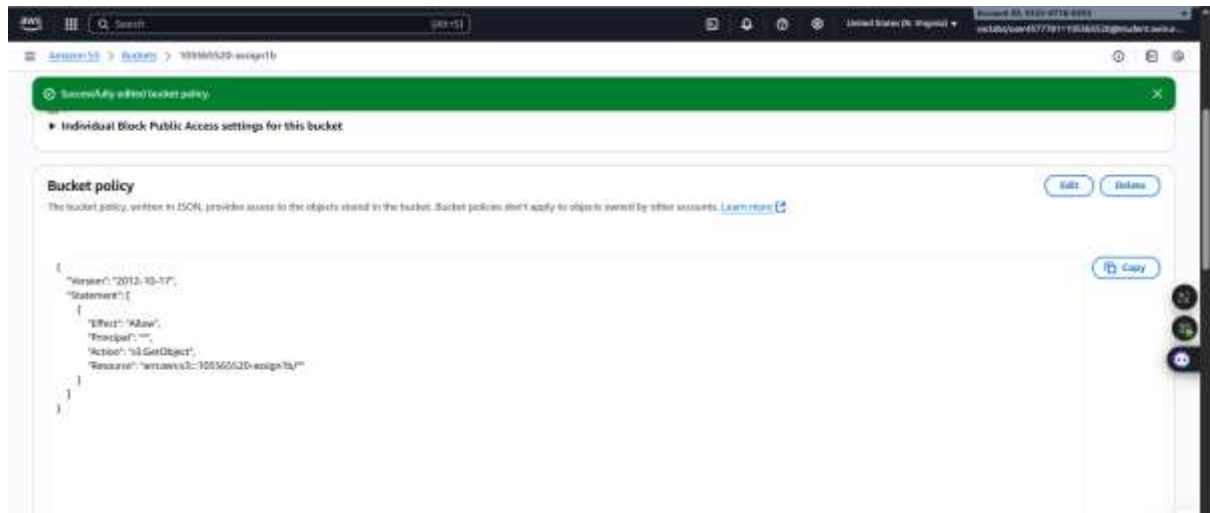 aws
Search
[Alt+S]
United States (N. Virginia)
Amazon S3 > Buckets > 105565520-assign1b
Successfully edited bucket policy.
Individual Block Public Access settings for this bucket
Bucket policy
Edit
Delete
The bucket policy, written in JSON, provides access to the objects stored in the bucket. Bucket policies don't apply to objects owned by other accounts. Learn more
Copy
{
"Version": "2012-10-17",
"Statement": [
{
"Effect": "Allow",
"Principal": "*",
"Action": "s3:GetObject",
"Resource": "arn:aws:s3:::105565520-assign1b/*"
}
]
}